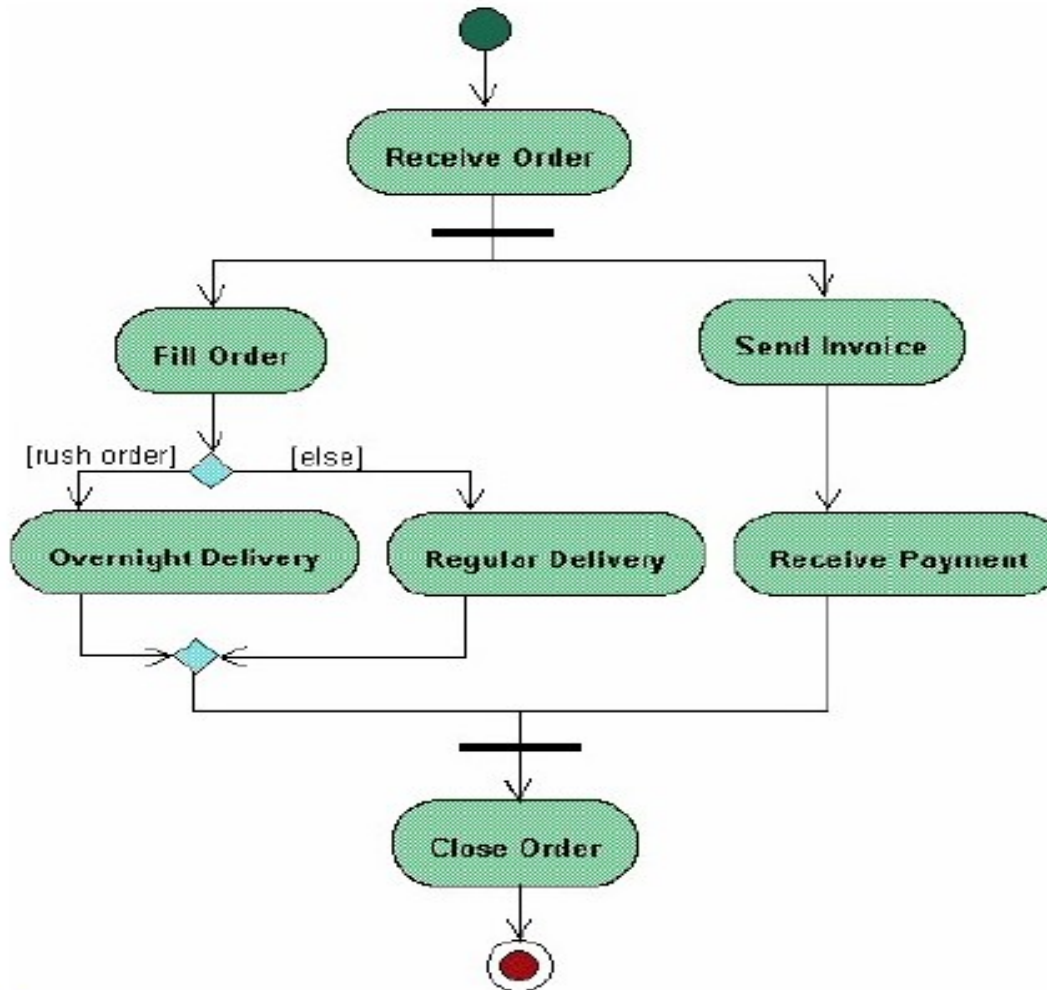 Receive Order
Fill Order
Send Invoice
[rush order]
[else]
Overnight Delivery
Regular Delivery
Receive Payment
Close Order